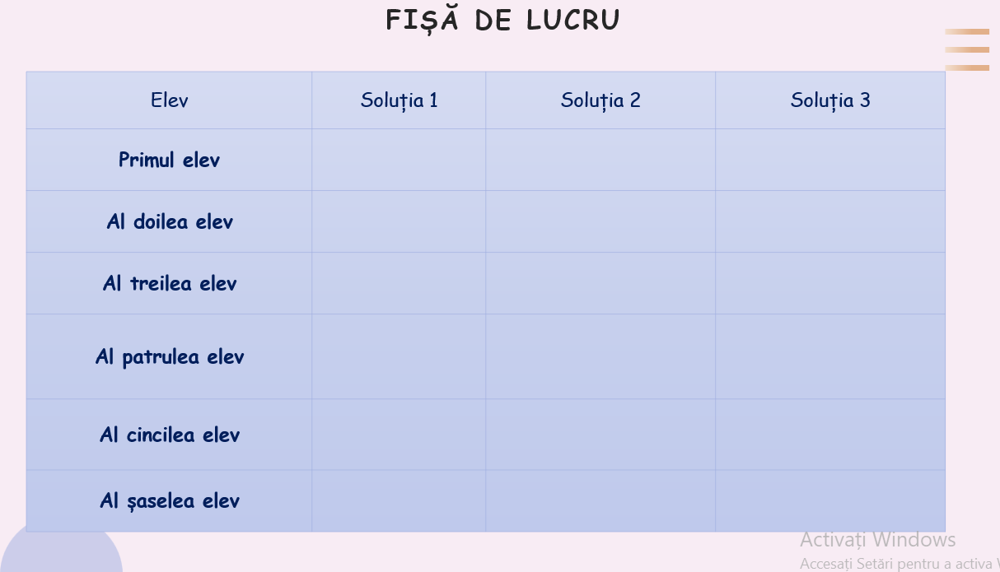 FIȘĂ DE LUCRU
Elev Soluția 1 Soluția 2 Soluția 3
Primul elev
Al doilea elev
Al treilea elev
Al patrulea elev
Al cincilea elev
Al șaselea elev
Activați Windows
Accesați Setări pentru a activa